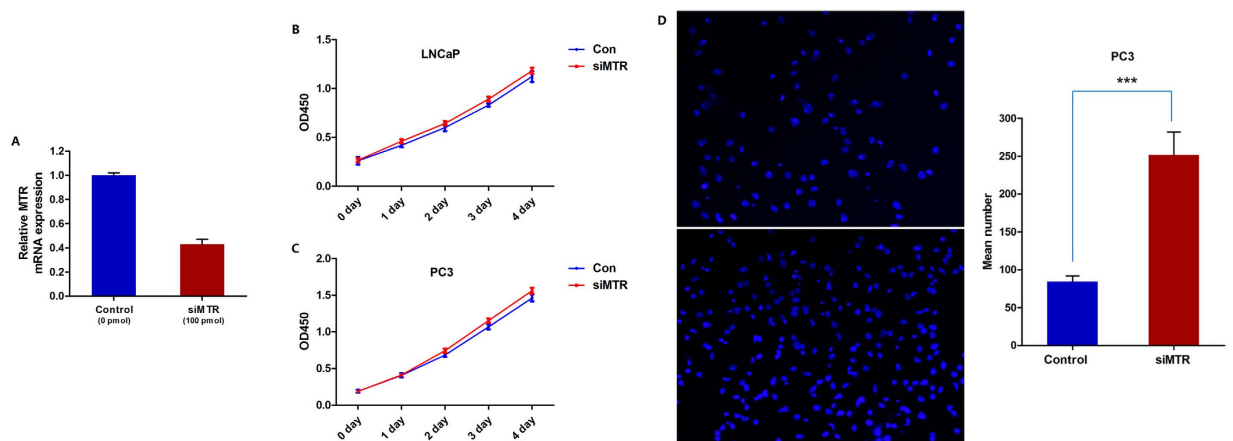 A
Relative MTR
mRNA expression
1.2
1.0
0.8
0.6
0.4
0.2
0.0
Control
(0 pmol)
siMTR
(100 pmol)
B
LNCaP
Con
siMTR
OD450
1.5
1.0
0.5
0.0
0 day
1 day
2 day
3 day
4 day
C
PC3
Con
siMTR
OD450
2.0
1.5
1.0
0.5
0.0
0 day
1 day
2 day
3 day
4 day
D
PC3
***
Mean number
300
250
200
150
100
50
0
Control
siMTR